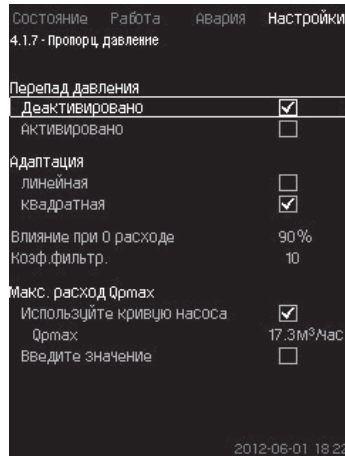 Состояние Работа Авария Настройки
4.1.7 - Пропорц. давление
Перепад давления
Деактивировано
Активировано
Адаптация
линейная
квадратная
Влияние при 0 расходе 90%
Коэф.фильтр. 10
Макс. расход Qpmax
Используйте кривую насоса
Qpmax 17.3м³/час
Введите значение
2012-06-01 18:22